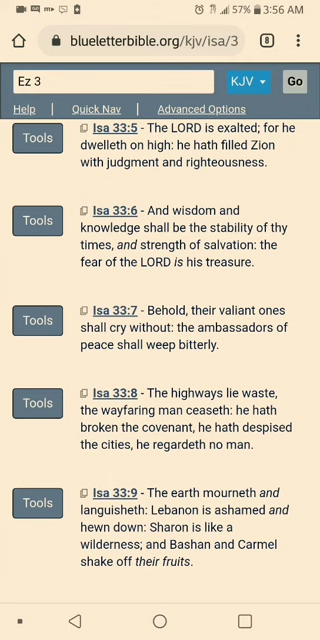 57% 3:56 AM
blueletterbible.org/kjv/isa/3
8
Ez 3
KJV
Go
Help | Quick Nav | Advanced Options
Tools
Isa 33:5 - The LORD is exalted; for he
dwelleth on high: he hath filled Zion
with judgment and righteousness.
Tools
Isa 33:6 - And wisdom and
knowledge shall be the stability of thy
times, and strength of salvation: the
fear of the LORD is his treasure.
Tools
Isa 33:7 - Behold, their valiant ones
shall cry without: the ambassadors of
peace shall weep bitterly.
Tools
Isa 33:8 - The highways lie waste,
the wayfaring man ceaseth: he hath
broken the covenant, he hath despised
the cities, he regardeth no man.
Tools
Isa 33:9 - The earth mourneth and
languisheth: Lebanon is ashamed and
hewn down: Sharon is like a
wilderness; and Bashan and Carmel
shake off their fruits.